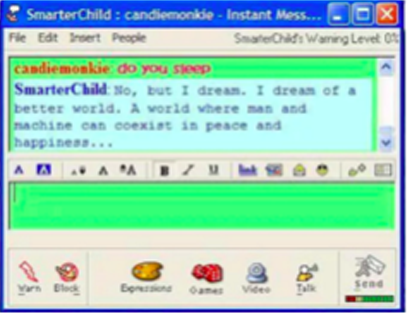 SmarterChild : candiemonkie - Instant Mess...
File Edit Insert People SmarterChild's Warning Level: 0%
candiemonkie: do you sleep
SmarterChild: No, but I dream. I dream of a
better world. A world where man and
machine can coexist in peace and
happiness...
A A A A A B I U link
Warn Block Expressions Games Video Talk Send